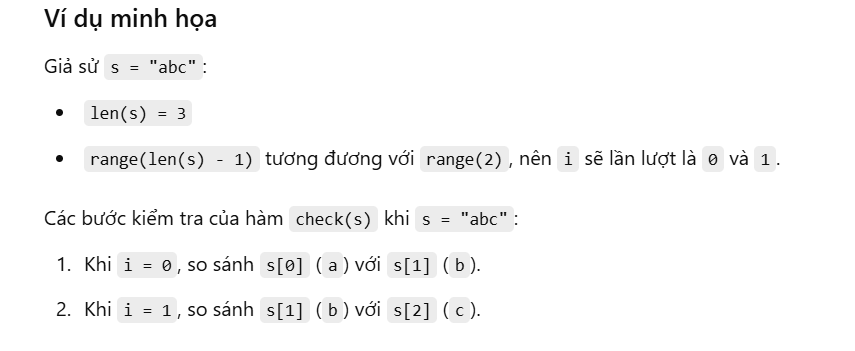 Ví dụ minh họa
Giả sử s = "abc":
• len(s) = 3
• range(len(s) - 1) tương đương với range(2), nên i sẽ lần lượt là 0 và 1.
Các bước kiểm tra của hàm check(s) khi s = "abc":
1. Khi i = 0, so sánh s[0] (a) với s[1] (b).
2. Khi i = 1, so sánh s[1] (b) với s[2] (c).